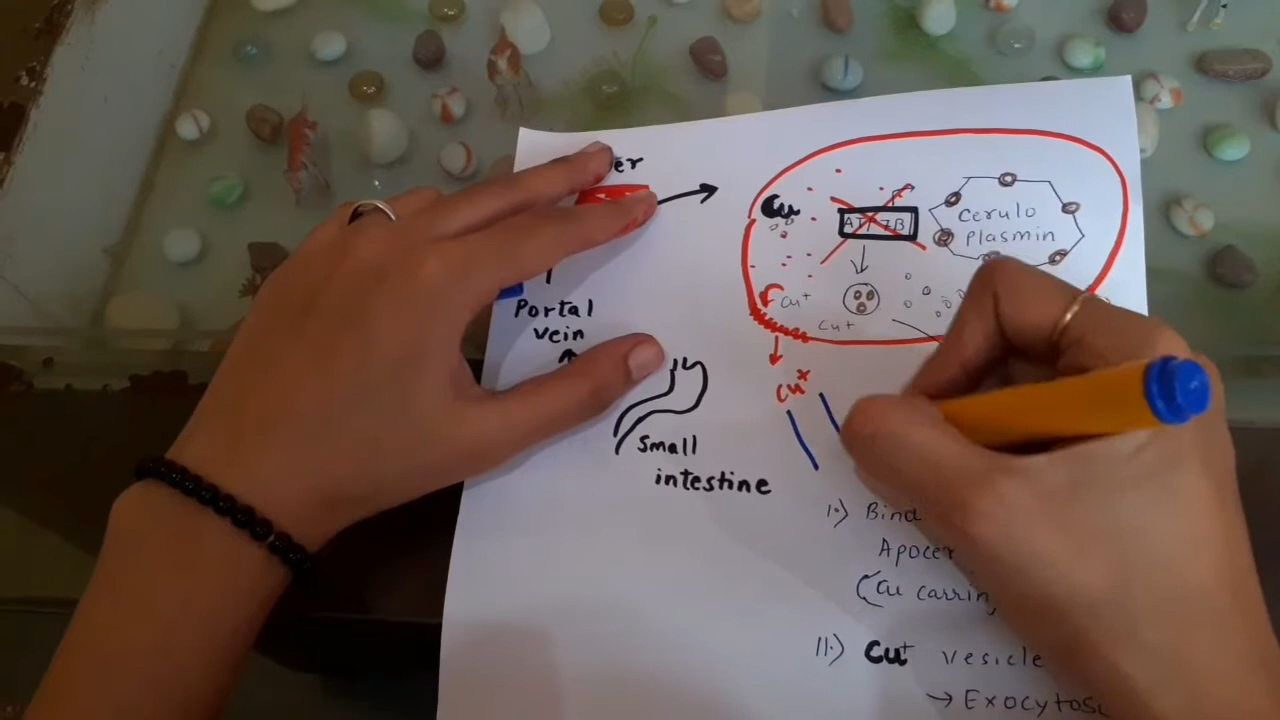 Portal
vein
Small
intestine
Cu
ATP7B
Cerulo
plasmin
Cu+
Cu+
Cu+
I.) Bind
Apocer
(Cu carrin
II.) Cu+ vesicle
→ Exocytos